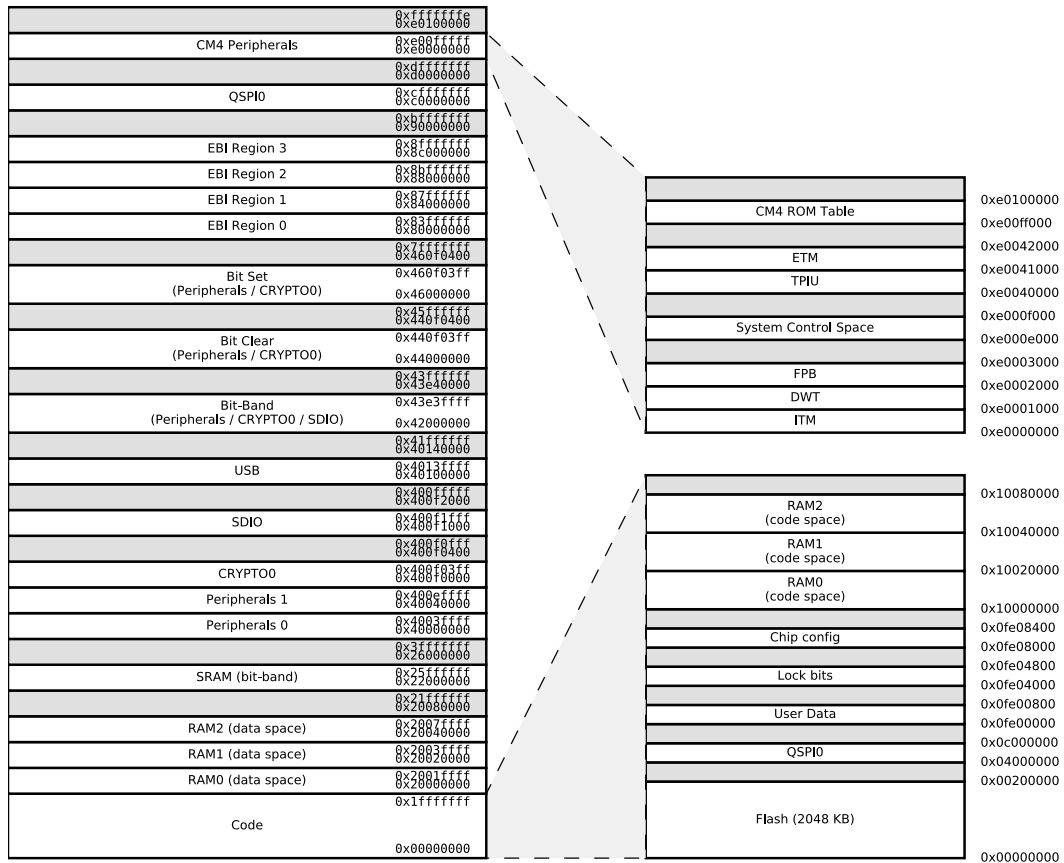 0xfffffffe
0xe0100000
CM4 Peripherals
0xe00fffff
0xe0000000
0xdfffffff
0xd0000000
QSPI0
0xcfffffff
0xc0000000
0xbfffffff
0x90000000
EBI Region 3
0x8fffffff
0x8c000000
EBI Region 2
0x8bffffff
0x88000000
EBI Region 1
0x87ffffff
0x84000000
EBI Region 0
0x83ffffff
0x80000000
0x7fffffff
0x460f0400
Bit Set
(Peripherals / CRYPTO0)
0x460f03ff
0x46000000
0x45ffffff
0x440f0400
Bit Clear
(Peripherals / CRYPTO0)
0x440f03ff
0x44000000
0x43ffffff
0x43e40000
Bit-Band
(Peripherals / CRYPTO0 / SDIO)
0x43e3ffff
0x42000000
0x41ffffff
0x40140000
USB
0x4013ffff
0x40100000
0x400fffff
0x400f2000
SDIO
0x400f1fff
0x400f1000
0x400f0fff
0x400f0400
CRYPTO0
0x400f03ff
0x400f0000
Peripherals 1
0x400effff
0x40040000
Peripherals 0
0x4003ffff
0x40000000
0x3fffffff
0x26000000
SRAM (bit-band)
0x25ffffff
0x22000000
0x21ffffff
0x20080000
RAM2 (data space)
0x2007ffff
0x20040000
RAM1 (data space)
0x2003ffff
0x20020000
RAM0 (data space)
0x2001ffff
0x20000000
0x1fffffff
Code
0x00000000
0xe0100000
CM4 ROM Table
0xe00ff000
0xe0042000
ETM
0xe0041000
TPIU
0xe0040000
0xe000f000
System Control Space
0xe000e000
0xe0003000
FPB
0xe0002000
DWT
0xe0001000
ITM
0xe0000000
0x10080000
RAM2
(code space)
0x10040000
RAM1
(code space)
0x10020000
RAM0
(code space)
0x10000000
0x0fe08400
Chip config
0x0fe08000
0x0fe04800
Lock bits
0x0fe04000
0x0fe00800
User Data
0x0fe00000
0x0c000000
QSPI0
0x04000000
0x00200000
Flash (2048 KB)
0x00000000